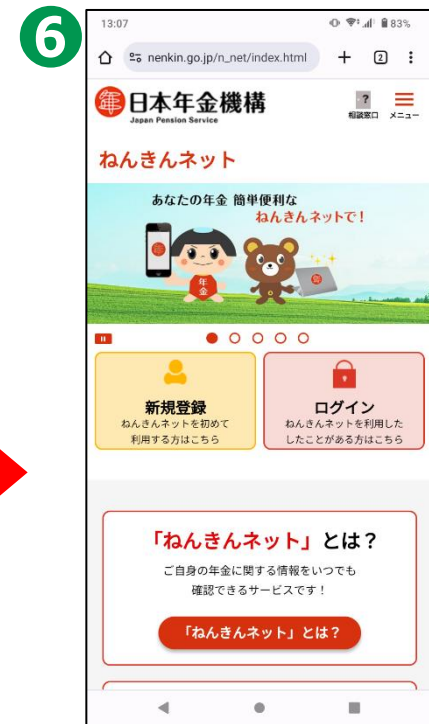 6
13:07
83%
nenkin.go.jp/n_net/index.html
2
年
日本年金機構
Japan Pension Service
?
相談窓口
メニュー
ねんきんネット
あなたの年金 簡単便利な
ねんきんネットで！
年金
新規登録
ねんきんネットを初めて
利用する方はこちら
ログイン
ねんきんネットを利用した
したことがある方はこちら
「ねんきんネット」とは？
ご自身の年金に関する情報をいつでも
確認できるサービスです！
「ねんきんネット」とは？